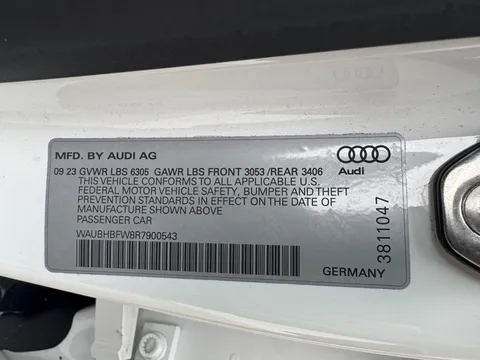 MFD. BY AUDI AG
Audi
09 23 GVWR LBS 6305 GAWR LBS FRONT 3053 /REAR 3406
THIS VEHICLE CONFORMS TO ALL APPLICABLE U.S.
FEDERAL MOTOR VEHICLE SAFETY, BUMPER AND THEFT
PREVENTION STANDARDS IN EFFECT ON THE DATE OF
MANUFACTURE SHOWN ABOVE
PASSENGER CAR
WAUBHBFW8R7900543
3811047
GERMANY